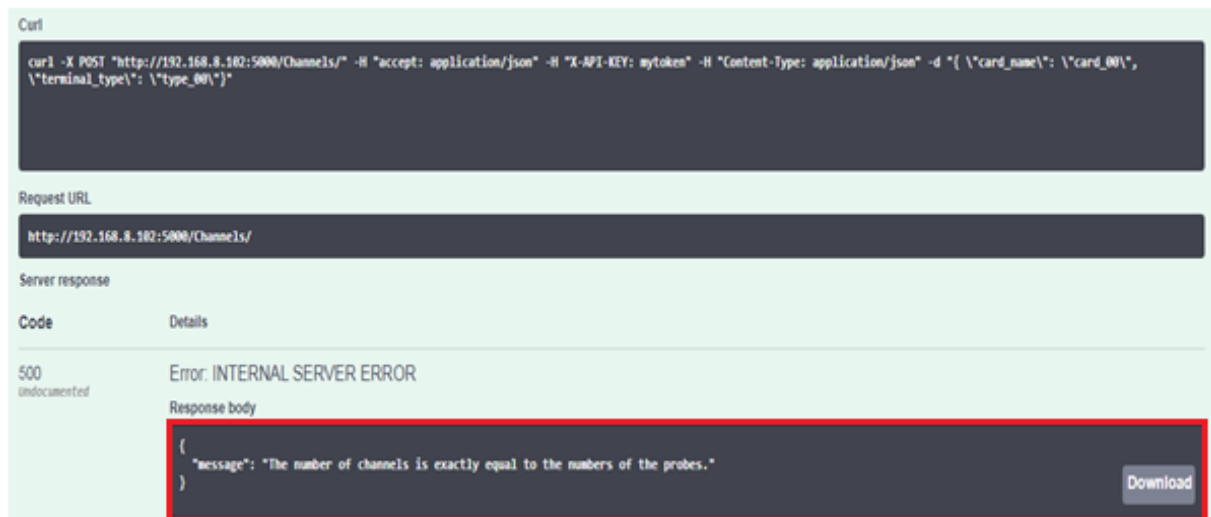 Curl
curl -X POST "http://192.168.8.102:5000/Channels/" -H "accept: application/json" -H "X-API-KEY: mytoken" -H "Content-Type: application/json" -d "{ \"card_name\": \"card_00\",
\"terminal_type\": \"type_00\"}"
Request URL
http://192.168.8.102:5000/Channels/
Server response
Code Details
500 Error: INTERNAL SERVER ERROR
Undocumented
Response body
{
"message": "The number of channels is exactly equal to the numbers of the probes."
}
Download